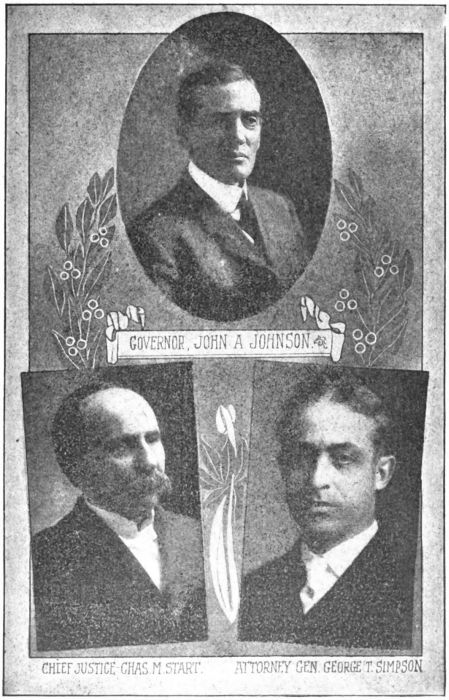 GOVERNOR, JOHN A JOHNSON.
CHIEF JUSTICE-CHAS. M. START.
ATTORNEY GEN. GEORGE T. SIMPSON